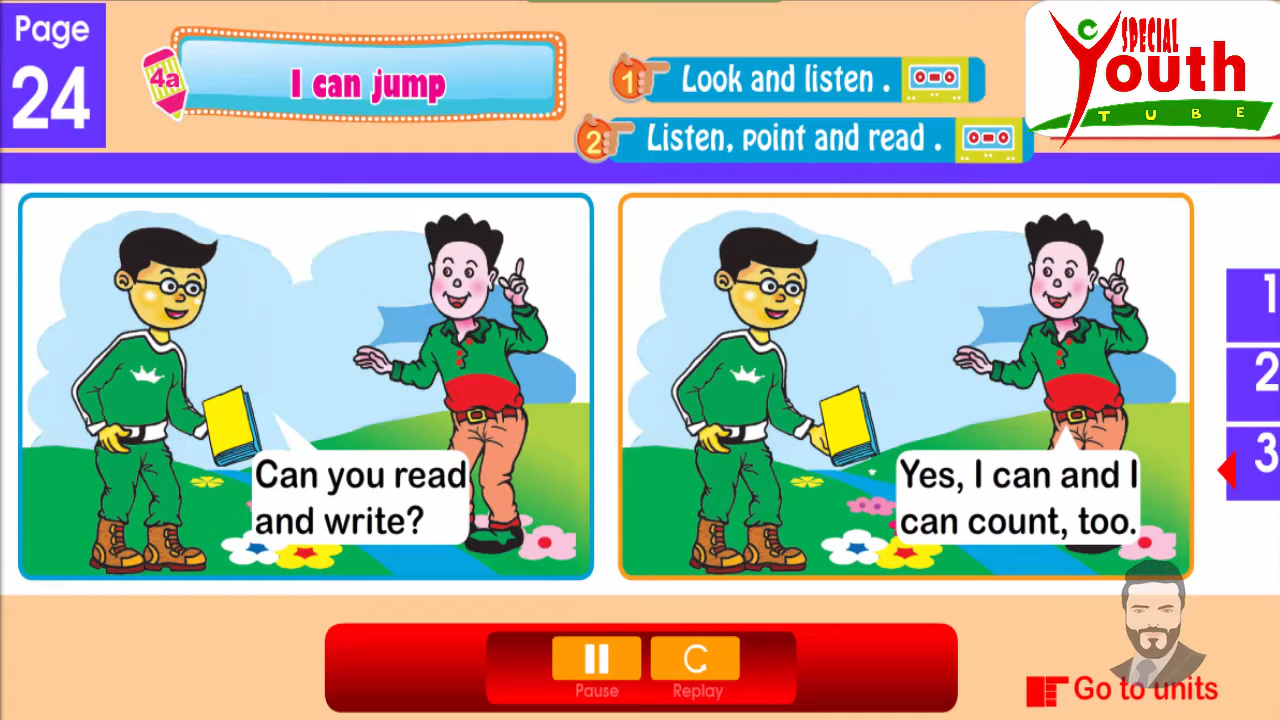 Page
24
4a
I can jump
1 Look and listen .
2 Listen, point and read .
C
SPECIAL
Youth
TUBE
1
2
3
Can you read
and write?
Yes, I can and I
can count, too.
Pause
Replay
Go to units